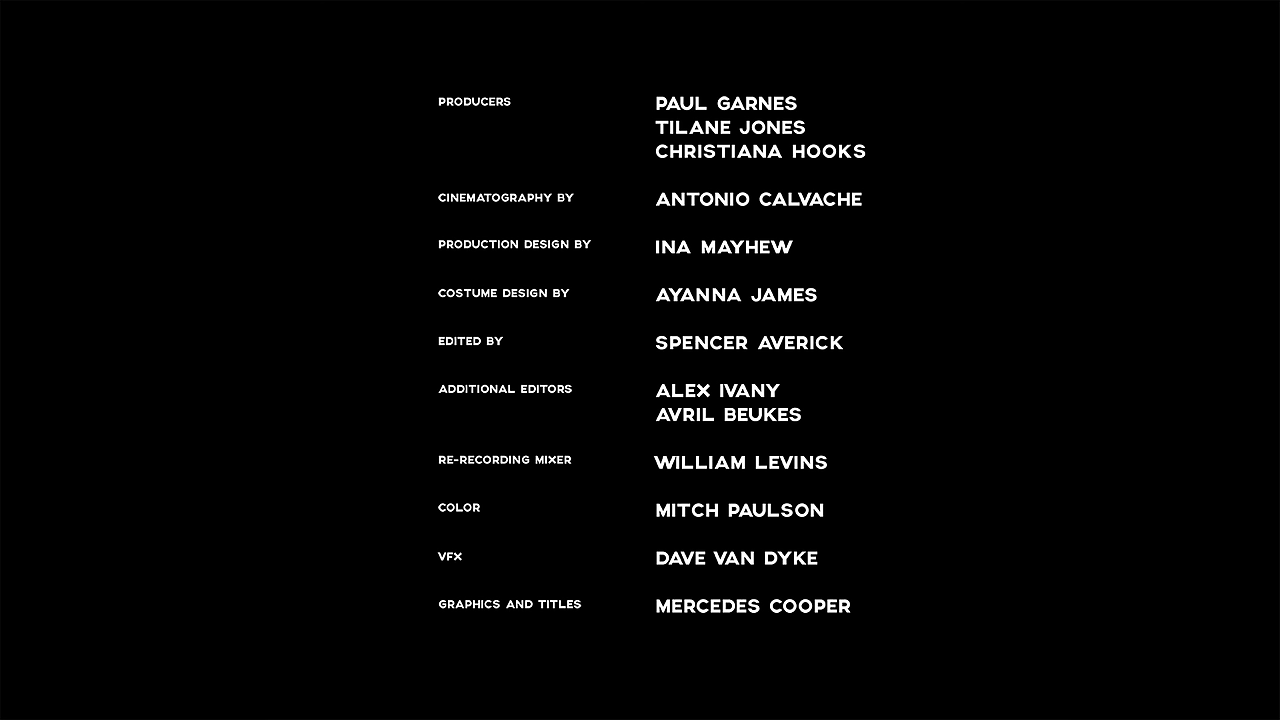 PRODUCERS PAUL GARNES
TILANE JONES
CHRISTIANA HOOKS
CINEMATOGRAPHY BY ANTONIO CALVACHE
PRODUCTION DESIGN BY INA MAYHEW
COSTUME DESIGN BY AYANNA JAMES
EDITED BY SPENCER AVERICK
ADDITIONAL EDITORS ALEX IVANY
AVRIL BEUKES
RE-RECORDING MIXER WILLIAM LEVINS
COLOR MITCH PAULSON
VFX DAVE VAN DYKE
GRAPHICS AND TITLES MERCEDES COOPER